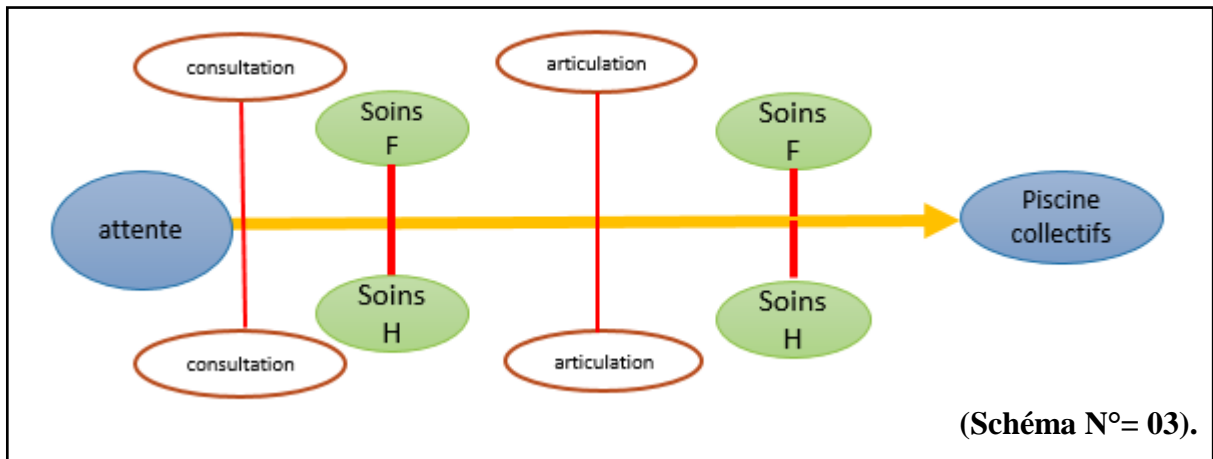 consultation
articulation
Soins
F
Soins
F
attente
Piscine
collectifs
Soins
H
Soins
H
consultation
articulation
(Schéma N°= 03).